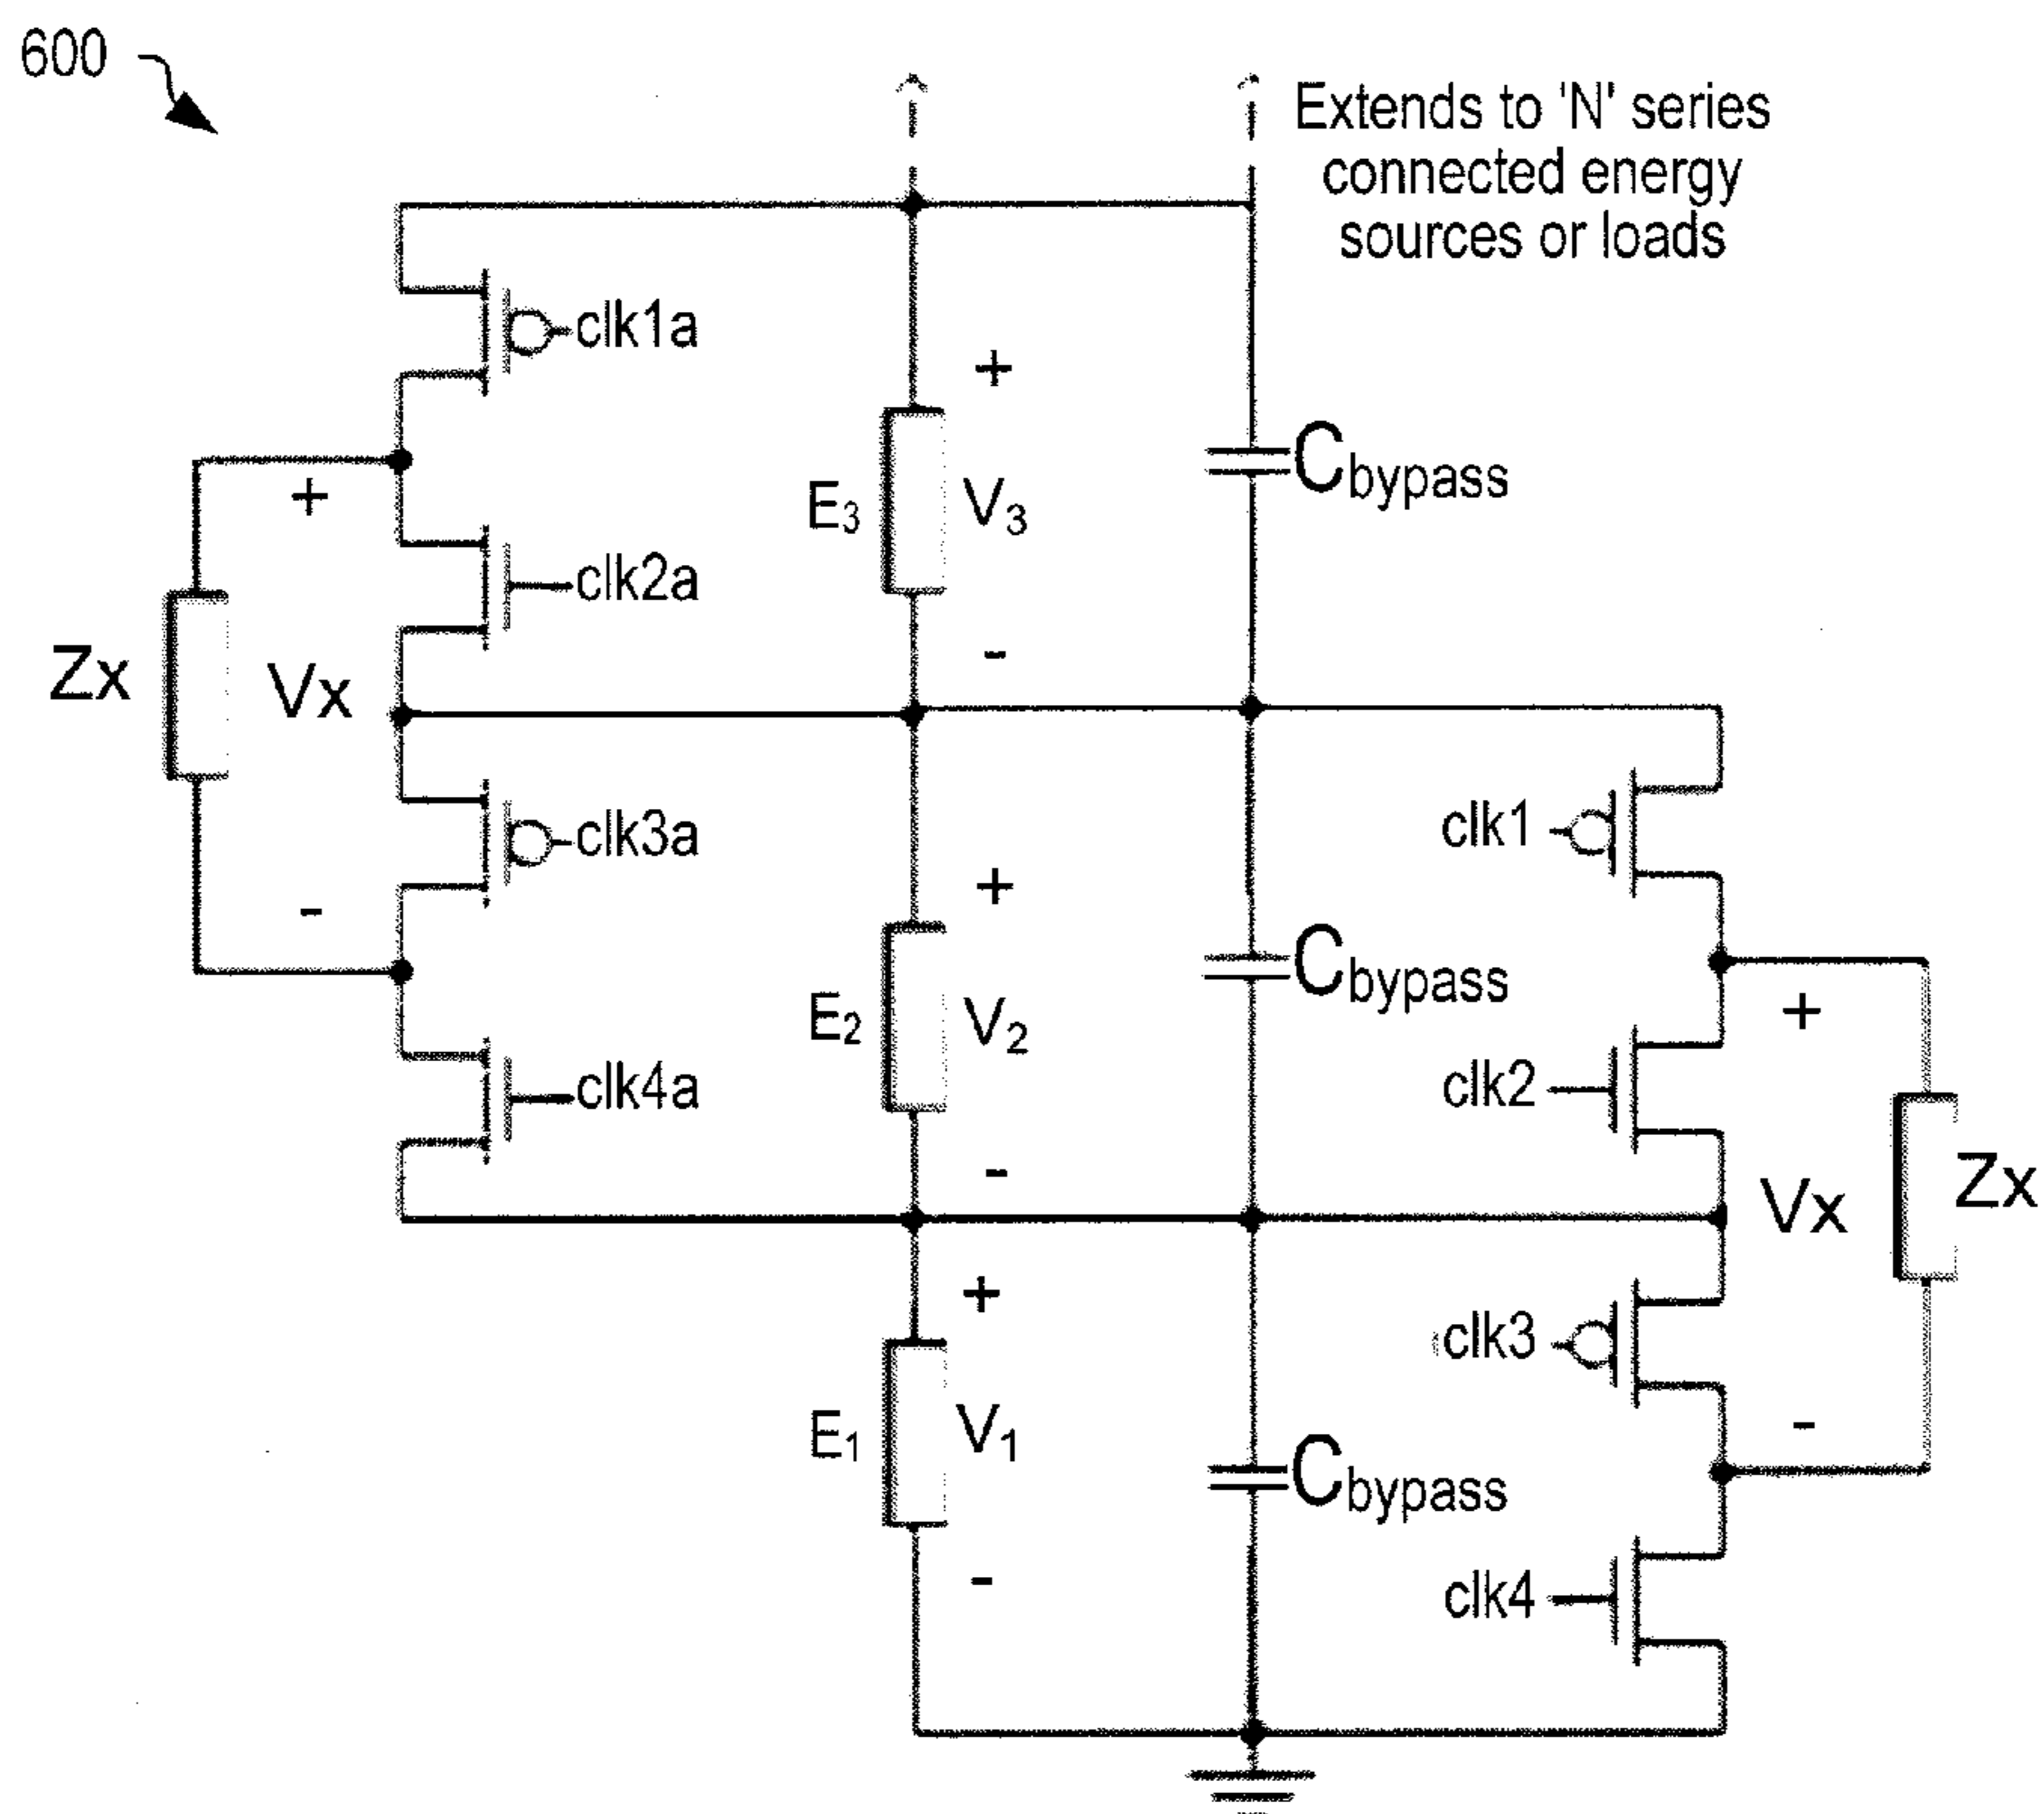 600
Extends to 'N' series
connected energy
sources or loads
clk1a
+
E₃ V₃
Cbypass
+
clk2a
-
Zx Vx
clk3a
clk1
-
+
E₂ V₂
Cbypass
+
clk4a
clk2
-
Vx Zx
+
clk3
E₁ V₁
-
Cbypass
-
clk4